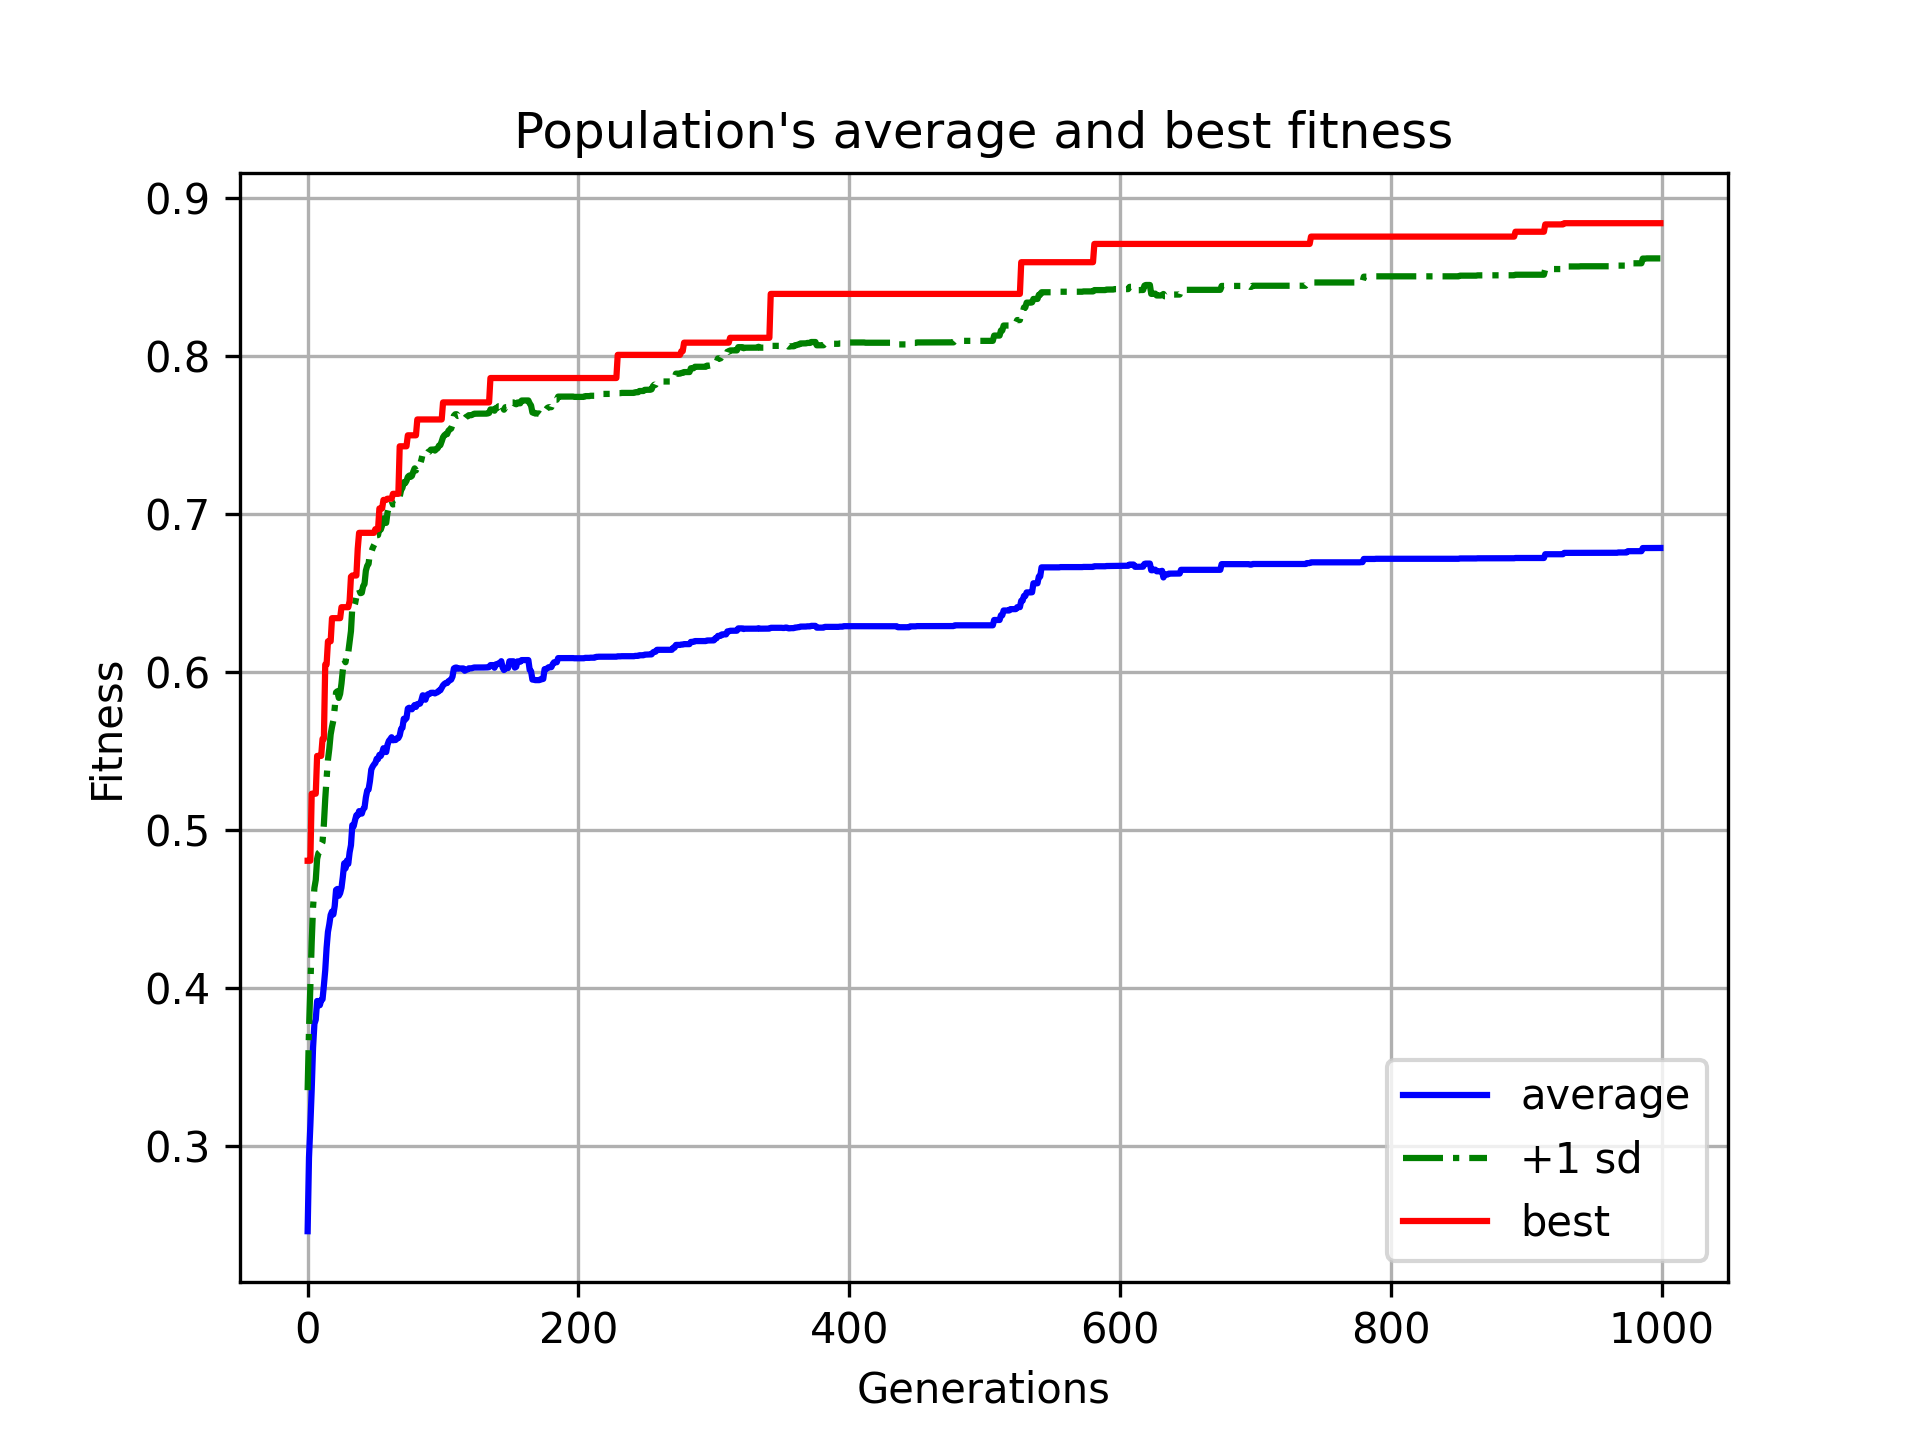 Population's average and best fitness
0.9
0.8
0.7
0.6
0.5
0.4
0.3
Fitness
average
+1 sd
best
0 200 400 600 800 1000
Generations